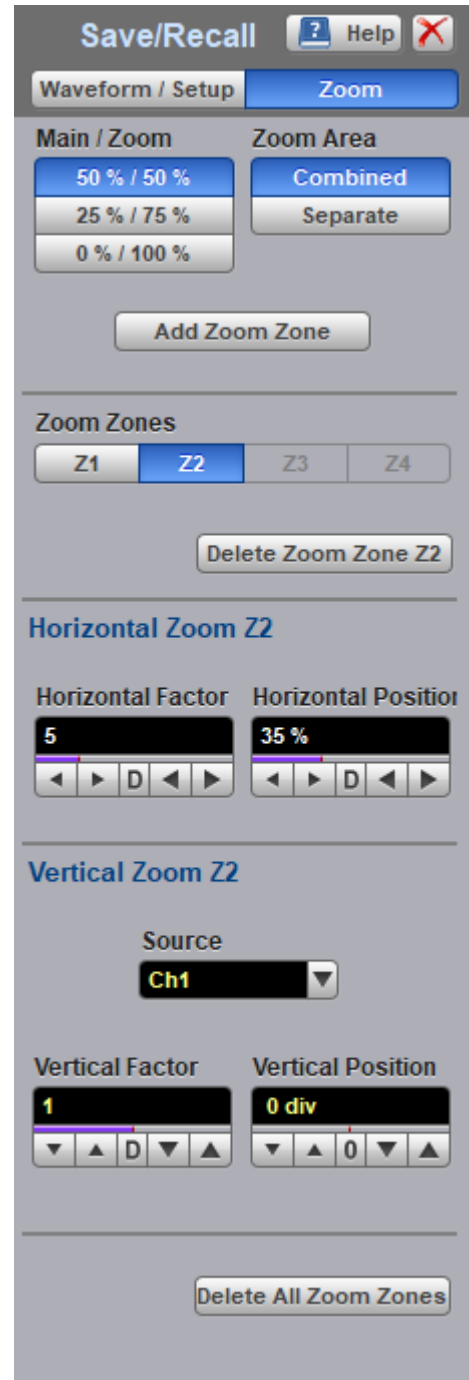 Save/Recall ? Help
Waveform / Setup Zoom
Main / Zoom Zoom Area
50 % / 50 % Combined
25 % / 75 % Separate
0 % / 100 %
Add Zoom Zone
Zoom Zones
Z1 Z2 Z3 Z4
Delete Zoom Zone Z2
Horizontal Zoom Z2
Horizontal Factor Horizontal Position
5 35 %
D D
Vertical Zoom Z2
Source
Ch1
Vertical Factor Vertical Position
1 0 div
D 0
Delete All Zoom Zones